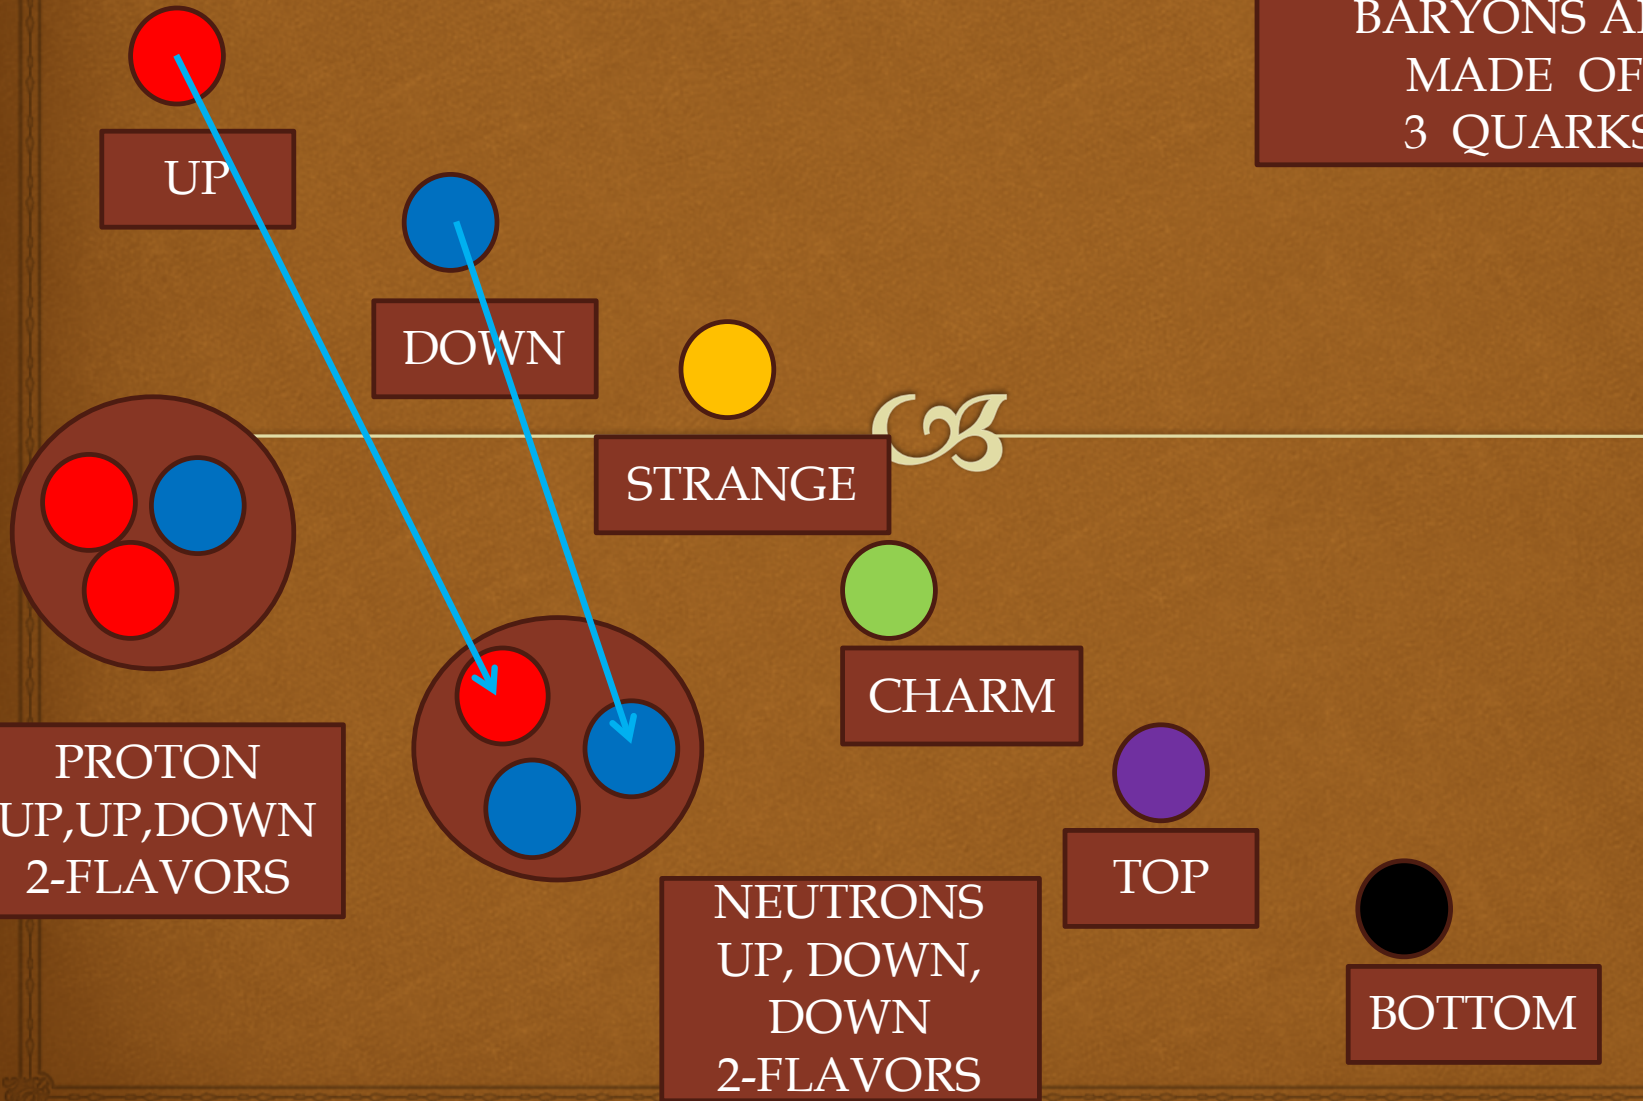 BARYONS
MADE OF
3 QUARKS
UP
DOWN
STRANGE
CHARM
PROTON
UP,UP,DOWN
2-FLAVORS
TOP
NEUTRONS
UP, DOWN,
DOWN
2-FLAVORS
BOTTOM